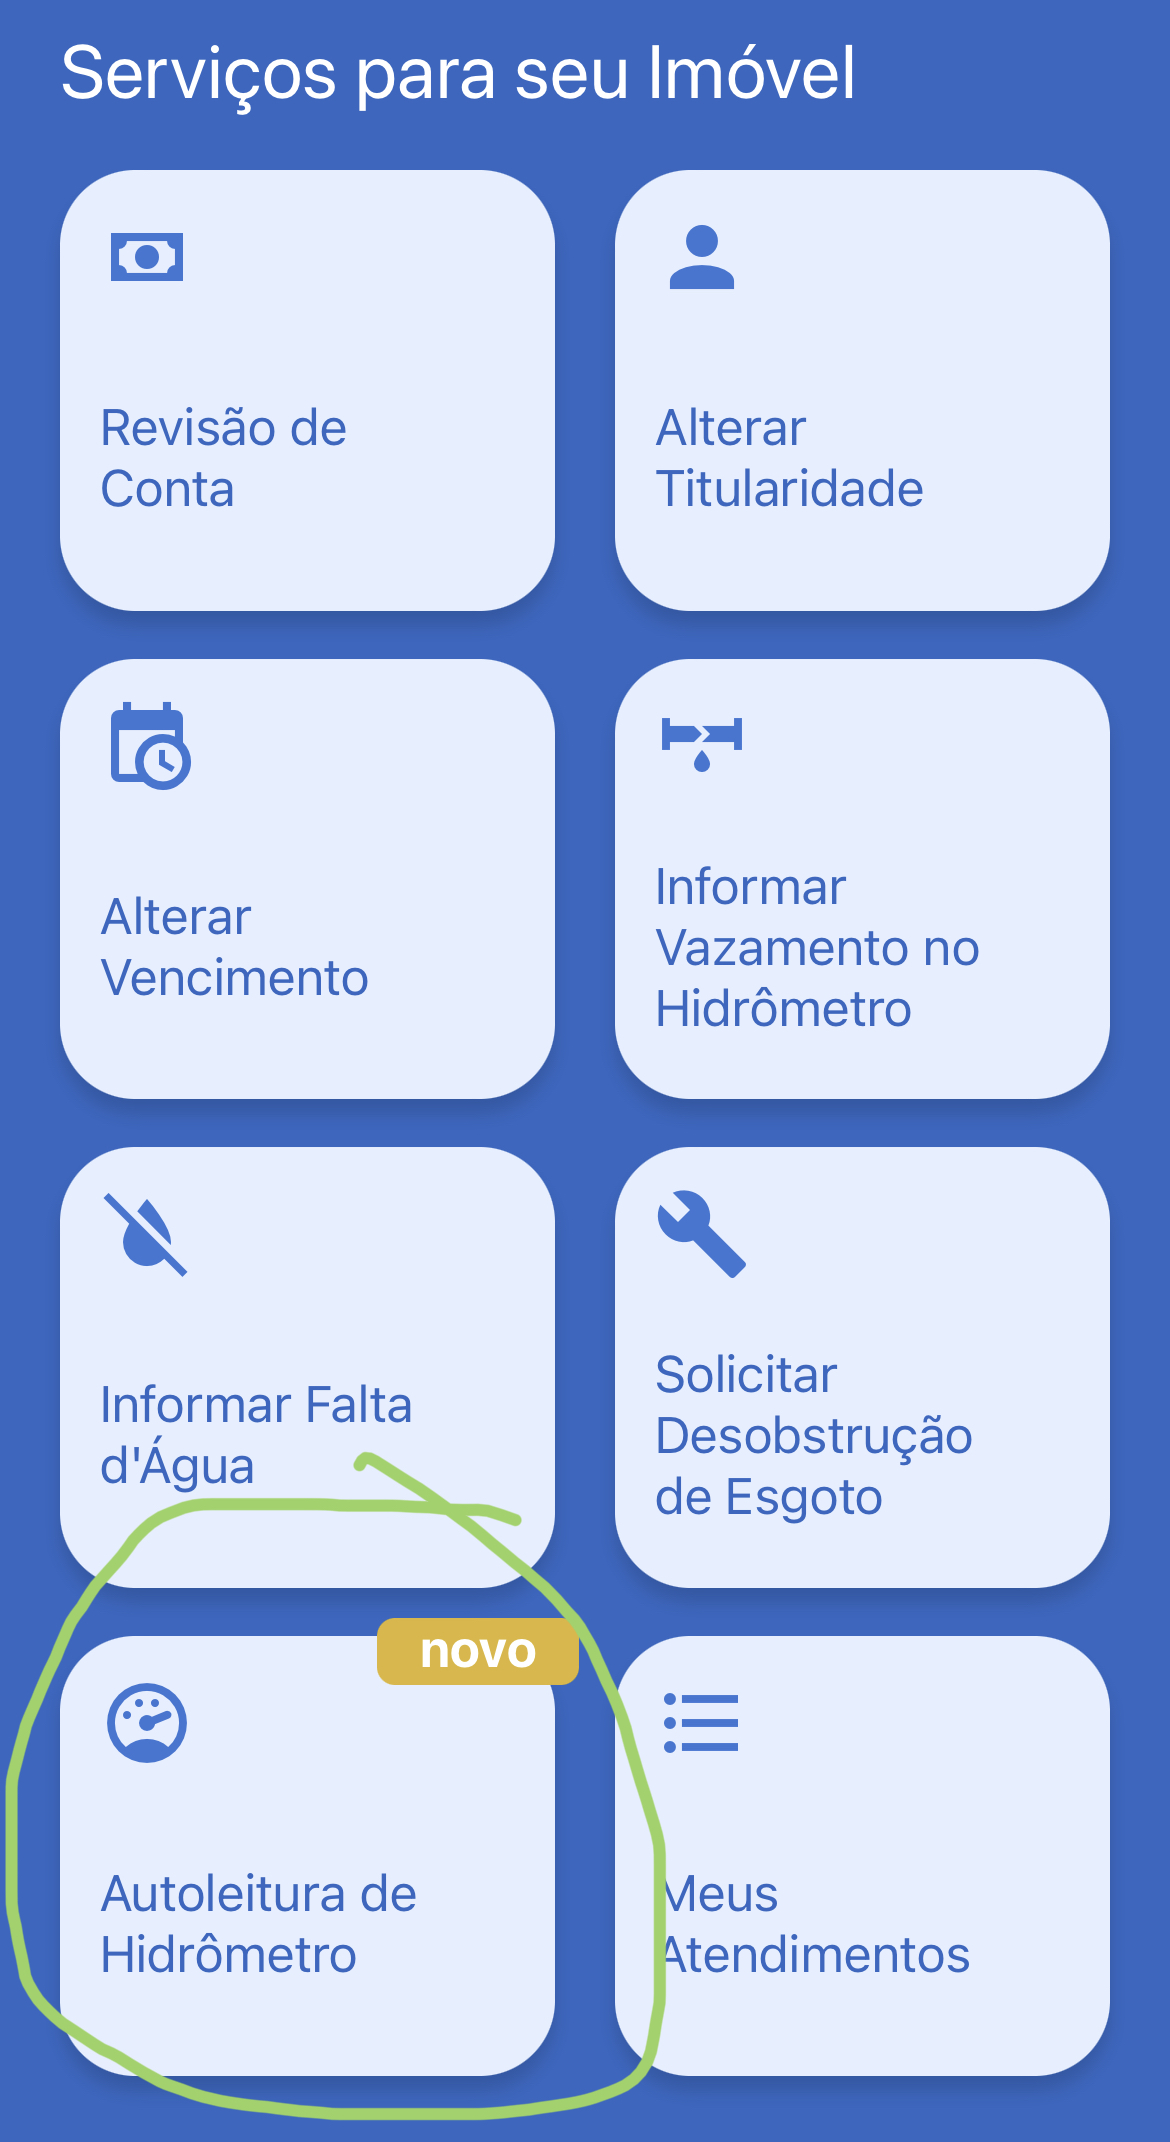 Serviços para seu Imóvel
Revisão de
Conta
Alterar
Titularidade
Alterar
Vencimento
Informar
Vazamento no
Hidrômetro
Informar Falta
d'Água
Solicitar
Desobstrução
de Esgoto
novo
Autoleitura de
Hidrômetro
Meus
Atendimentos